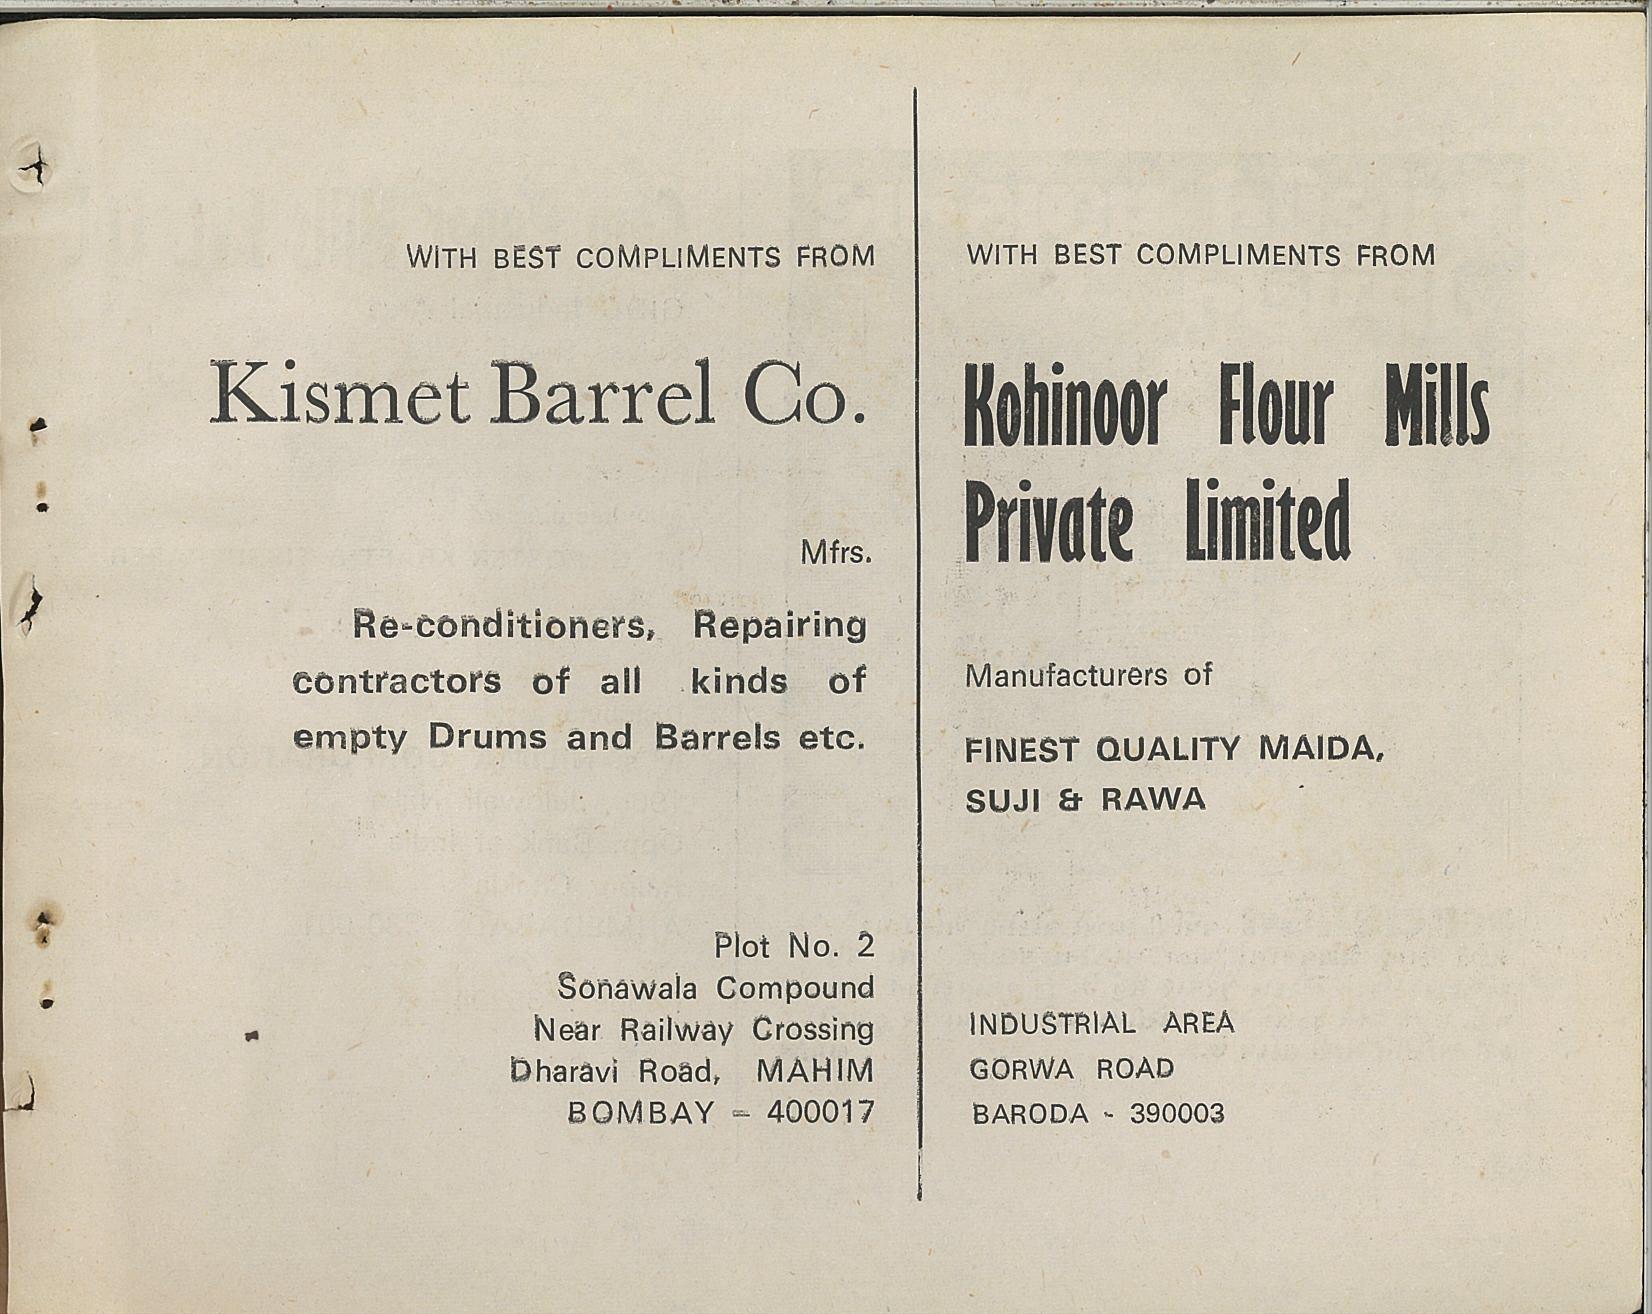 WITH BEST COMPLIMENTS FROM
Kismet Barrel Co.
Mfrs.
Re-conditioners, Repairing
contractors of all kinds of
empty Drums and Barrels etc.
Plot No. 2
Sonawala Compound
Near Railway Crossing
Dharavi Road, MAHIM
BOMBAY - 400017
WITH BEST COMPLIMENTS FROM
Kohinoor Flour Mills
Private Limited
Manufacturers of
FINEST QUALITY MAIDA,
SUJI & RAWA
INDUSTRIAL AREA
GORWA ROAD
BARODA - 390003